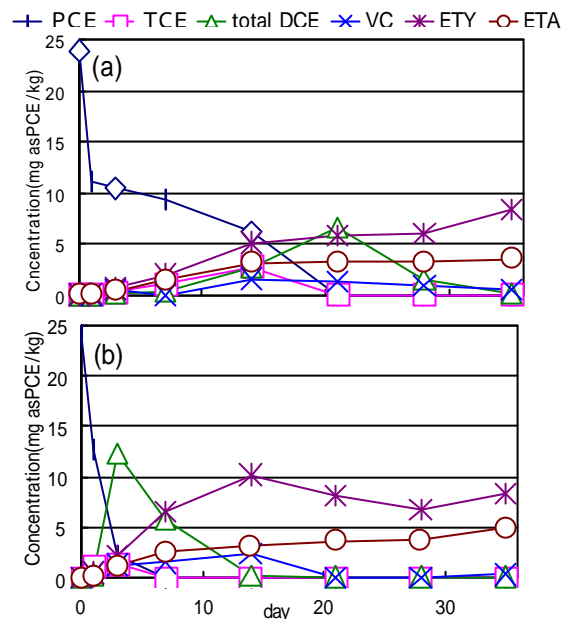 PCE TCE total DCE VC ETY ETA
(a)
Cncentration(mg asPCE/kg)
25
20
15
10
5
0
(b)
Concentration(mg asPCE/kg)
25
20
15
10
5
0
0 10 20 30
day